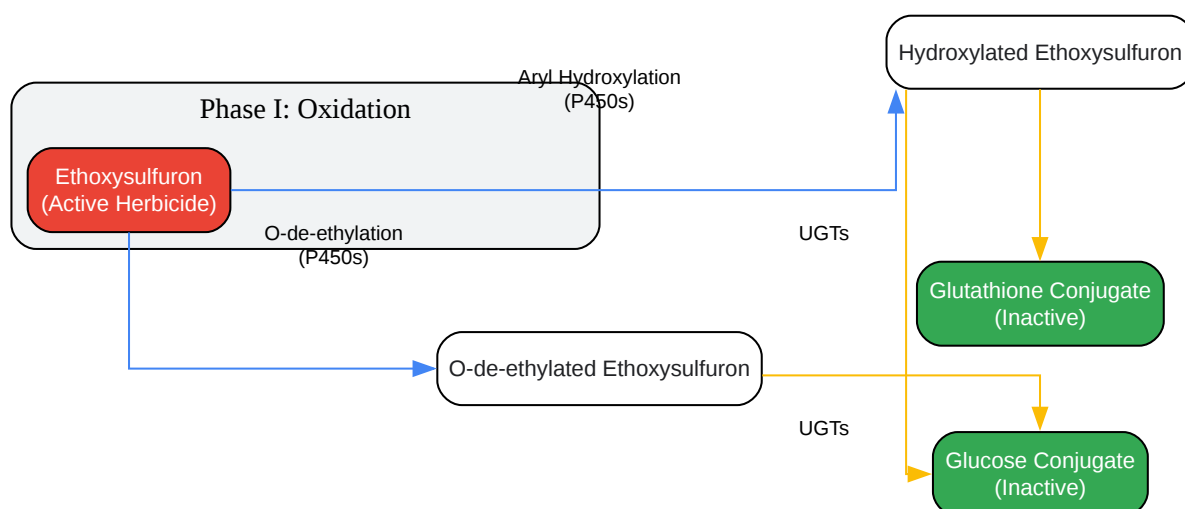 Hydroxylated Ethoxysulfuron
Aryl Hydroxylation
(P450s)
Phase I: Oxidation
Ethoxysulfuron
(Active Herbicide)
O-de-ethylation
(P450s)
UGTs
Glutathione Conjugate
(Inactive)
O-de-ethylated Ethoxysulfuron
UGTs
Glucose Conjugate
(Inactive)